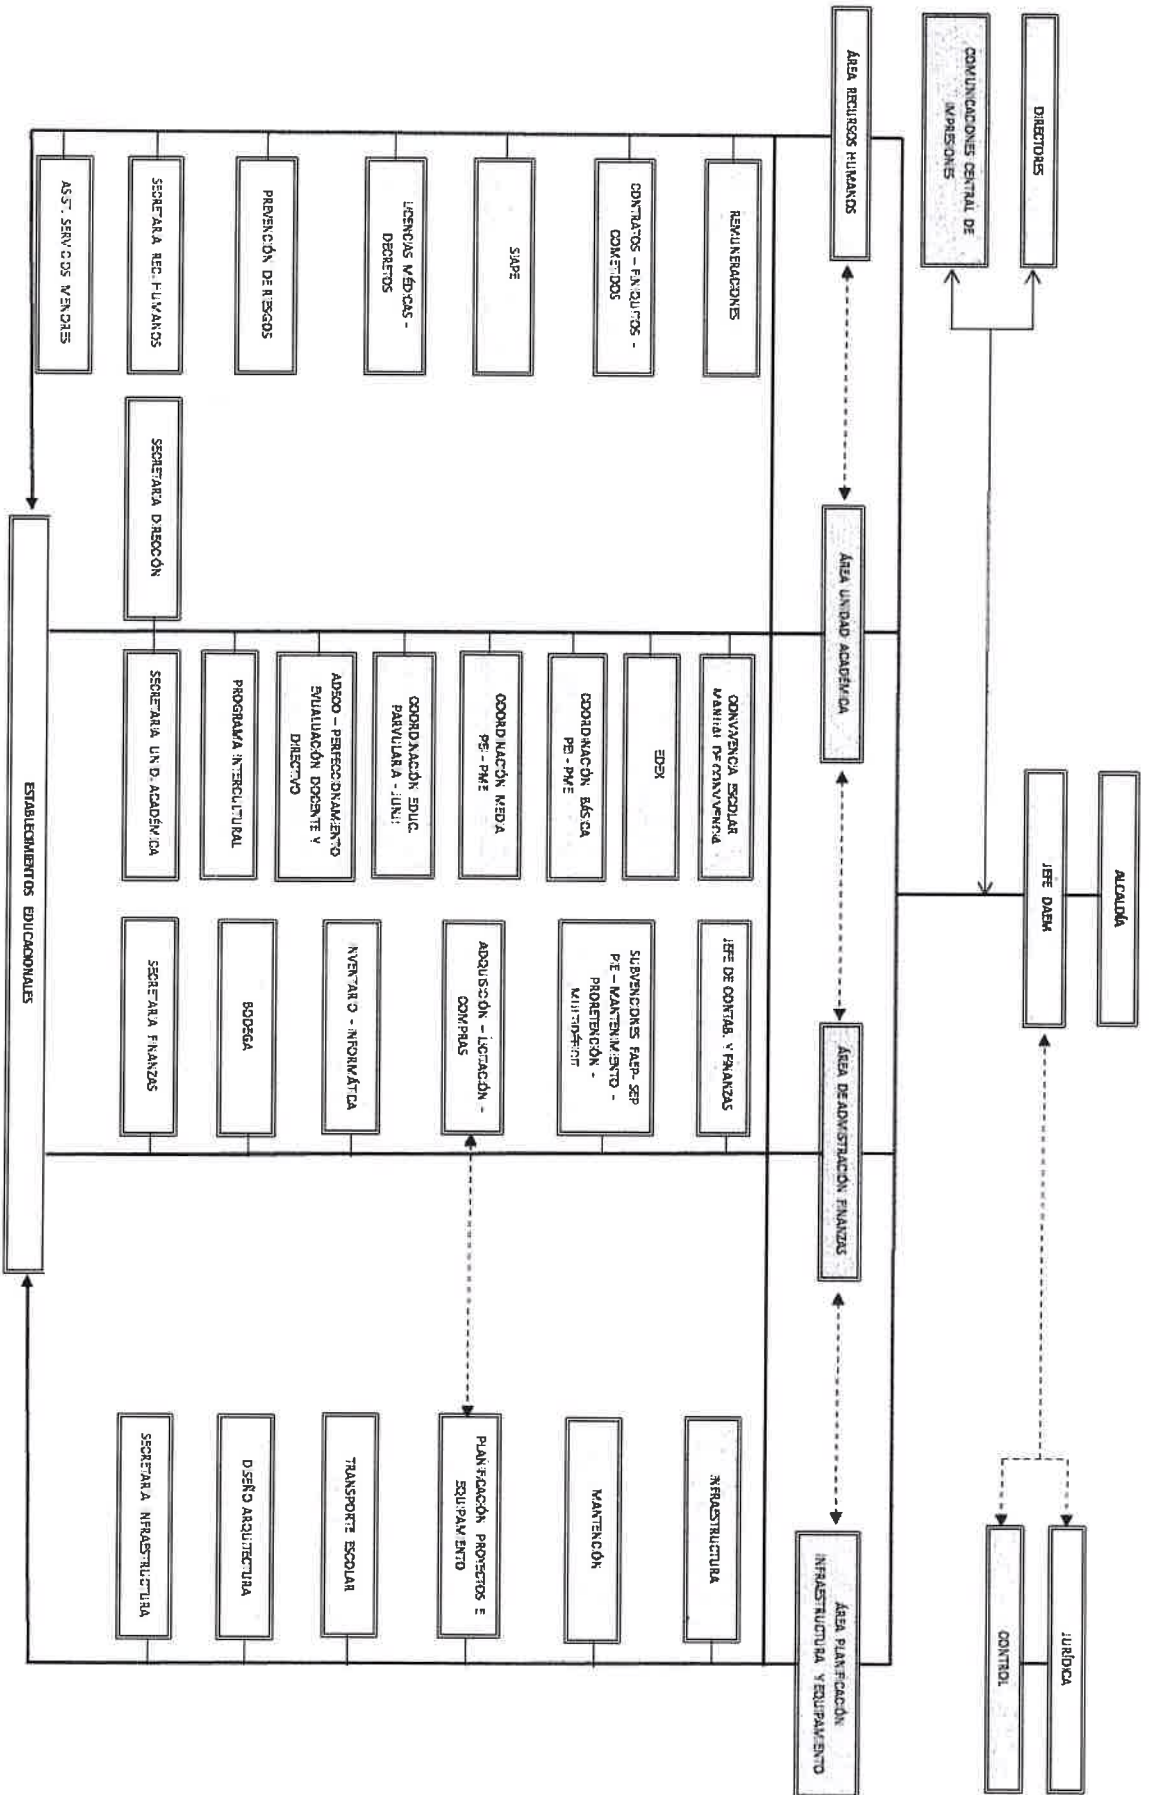 ALCALDÍA
JEFE DAEM
DIRECTORES
COMUNICACIONES CENTRAL DE
IMPRESIONES
JURÍDICA
CONTROL
ÁREA RECURSOS HUMANOS
ÁREA UNIDAD ACADÉMICA
ÁREA DE ADMISTRACIÓN FINANZAS
ÁREA PLANIFICACIÓN
INFRAESTRUCTURA Y EQUIPAMIENTO
REMUNERACIONES
CONTRATOS – FINIQUITOS -
COMETIDOS
SIAPE
LICENCIAS MÉDICAS -
DECRETOS
PREVENCIÓN DE RIESGOS
SECRETARIA REC. HUMANOS
ASIST. SERVICIOS MENORES
SECRETARIA DIRECCIÓN
CONVIVENCIA ESCOLAR
MANUAL DE CONVIVENCIA
EDEX
COORDINACIÓN BÁSICA
PEI - PME
COORDINACIÓN MEDIA
PEI - PME
COORDINACIÓN EDUC.
PARVULARIA - JUNJI
ADECO – PERFECCIONAMIENTO
EVALUACIÓN DOCENTE Y
DIRECTIVO
PROGRAMA INTERCULTURAL
SECRETARIA UNID. ACADÉMICA
JEFE DE CONTAB. Y FINANZAS
SUBVENCIONES FAEP- SEP
PIE – MANTENIMIENTO -
PRORETENCIÓN -
MULTIDÉFICIT
ADQUISICIÓN – LICITACIÓN -
COMPRAS
INVENTARIO - INFORMÁTICA
BODEGA
SECRETARIA FINANZAS
INFRAESTRUCTURA
MANTENCIÓN
PLANIFICACIÓN PROYECTOS E
EQUIPAMIENTO
TRANSPORTE ESCOLAR
DISEÑO ARQUITECTURA
SECRETARIA INFRAESTRUCTURA
ESTABLECIMIENTOS EDUCACIONALES